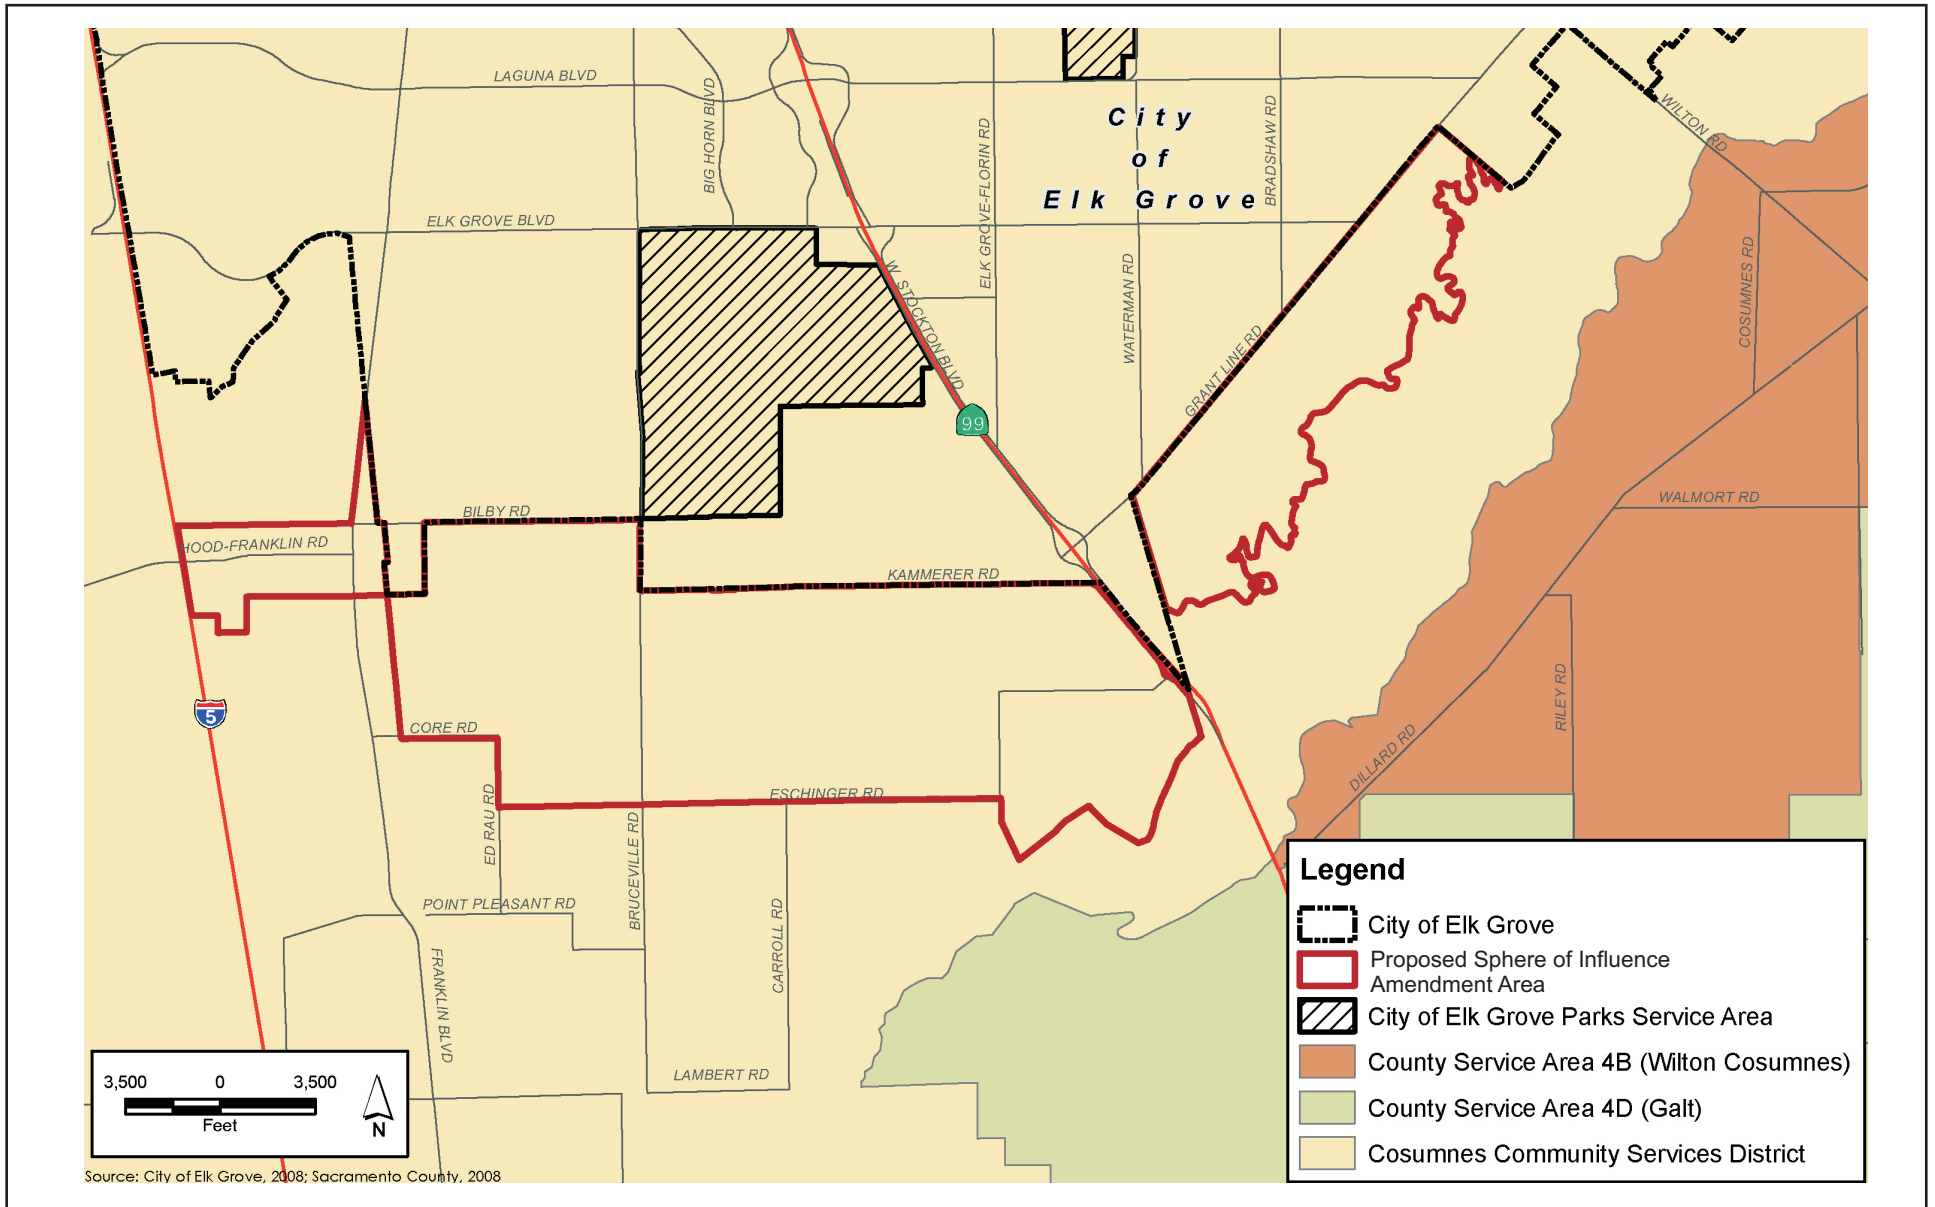 LAGUNA BLVD
BIG HORN BLVD
ELK GROVE-FLORIN RD
City
of
Elk Grove
BRADSHAW RD
WILTON RD
ELK GROVE BLVD
W STOCKTON BLVD
WATERMAN RD
GRANT LINE RD
COSUMNES RD
99
BILBY RD
HOOD-FRANKLIN RD
KAMMERER RD
WALMORT RD
5
CORE RD
ED RAU RD
ESCHINGER RD
BRUCEVILLE RD
RILEY RD
DILLARD RD
POINT PLEASANT RD
CARROLL RD
FRANKLIN BLVD
LAMBERT RD
Legend
City of Elk Grove
Proposed Sphere of Influence
Amendment Area
City of Elk Grove Parks Service Area
County Service Area 4B (Wilton Cosumnes)
County Service Area 4D (Galt)
Cosumnes Community Services District
3,500 0 3,500
Feet
N
Source: City of Elk Grove, 2008; Sacramento County, 2008